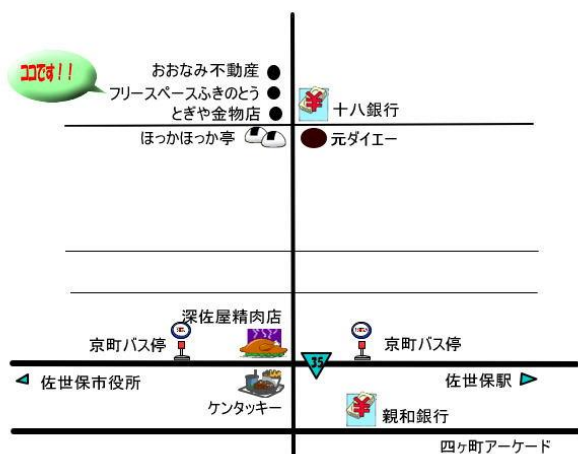 ココです!!
おおなみ不動産
フリースペースふきのとう
とぎや金物店
十八銀行
ほっかほっか亭
元ダイエー
深佐屋精肉店
京町バス停
京町バス停
35
佐世保市役所
佐世保駅
ケンタッキー
親和銀行
四ヶ町アーケード